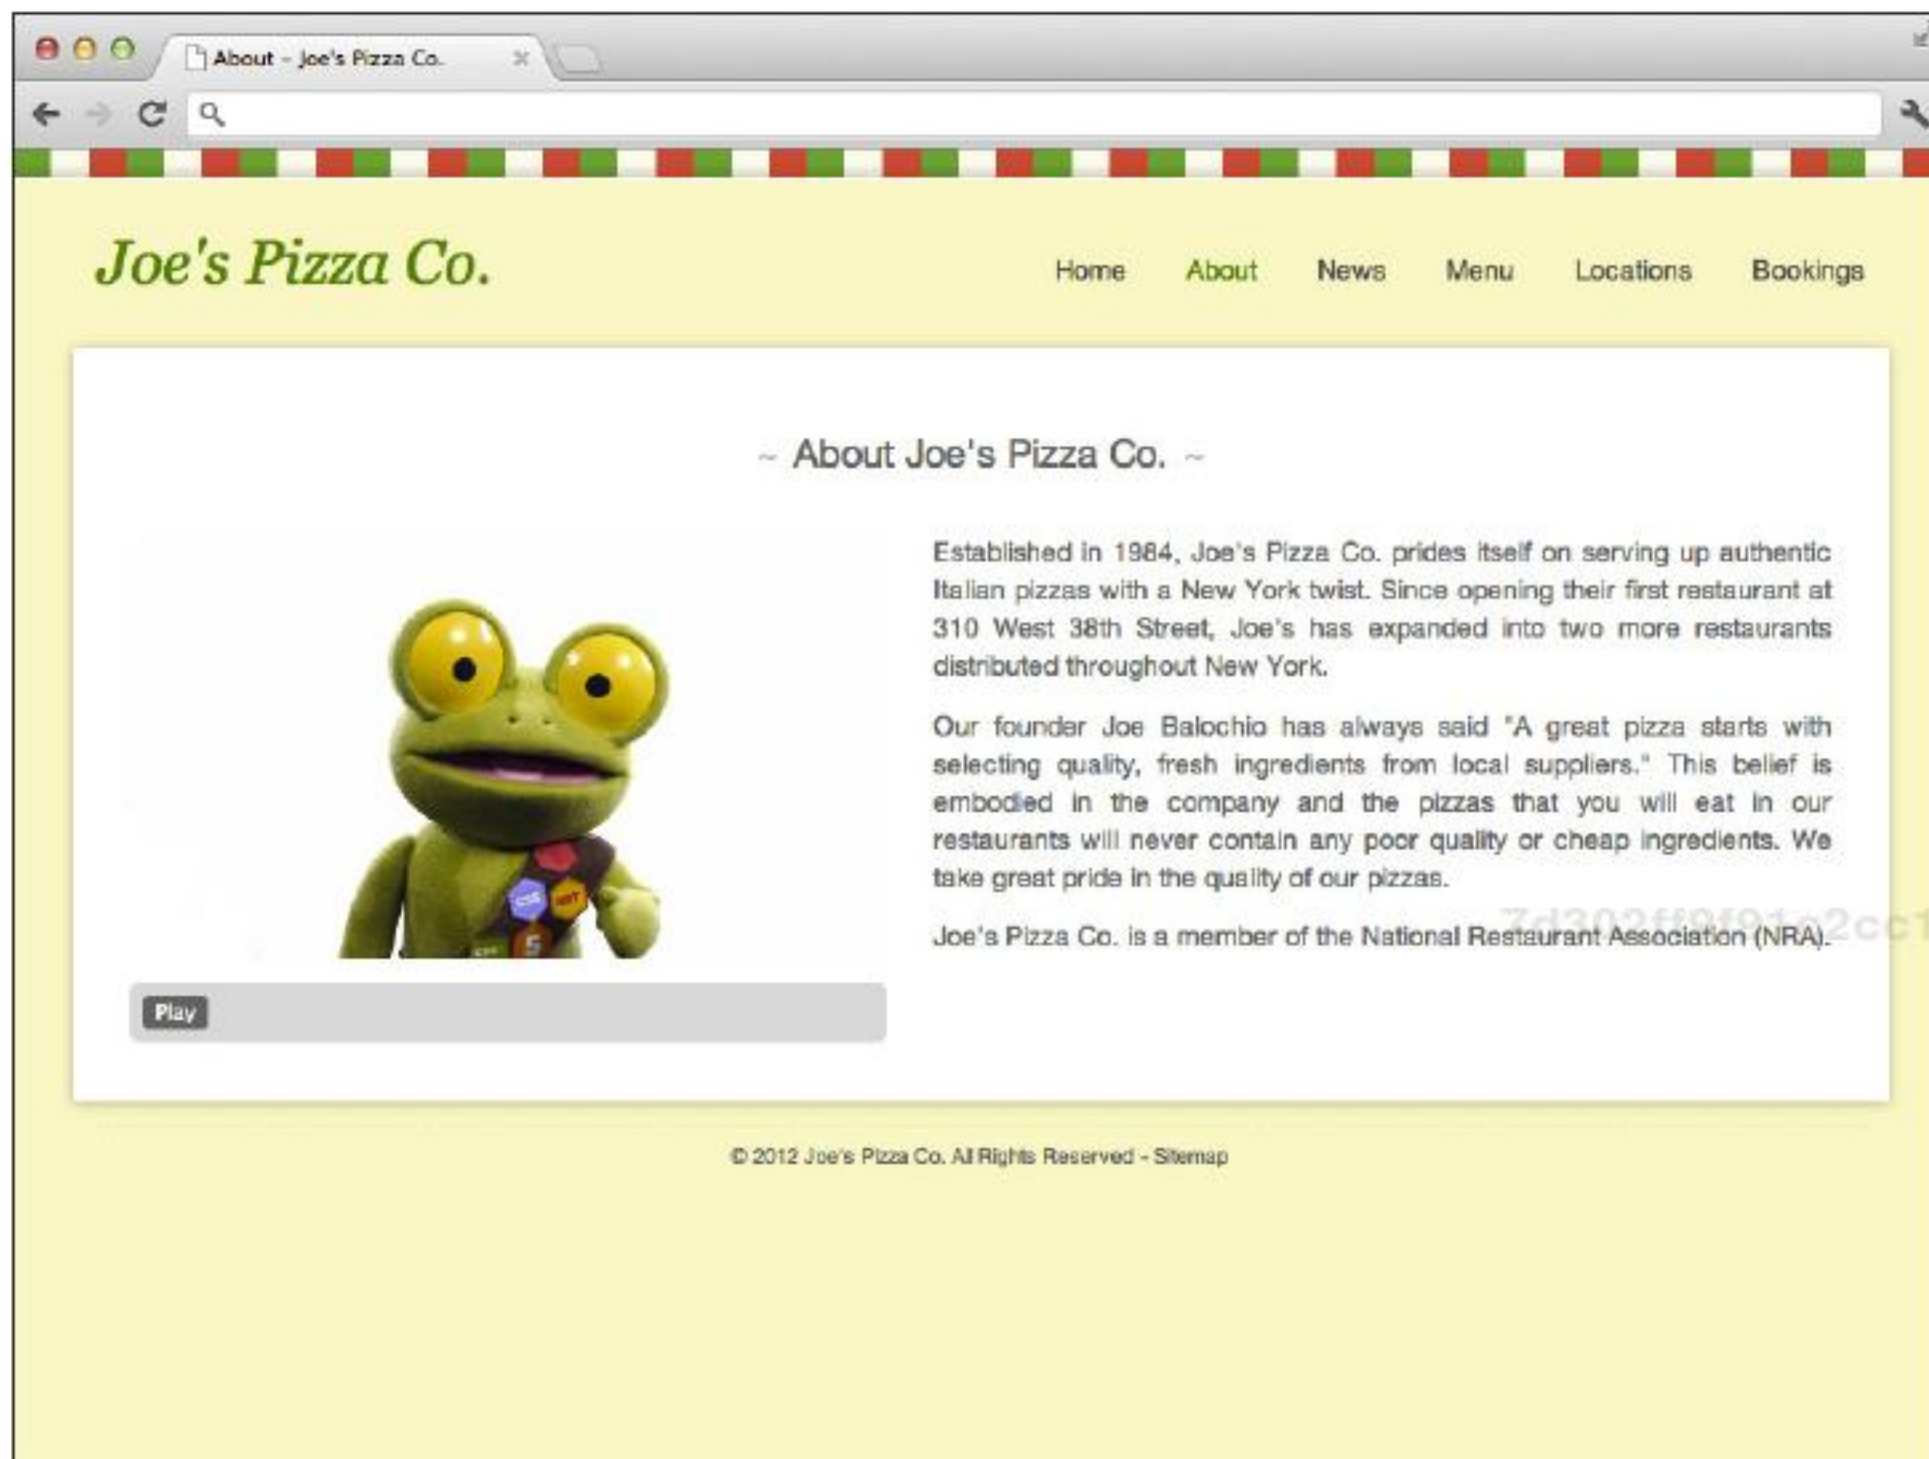 About - Joe's Pizza Co.
Joe's Pizza Co.
Home About News Menu Locations Bookings
~ About Joe's Pizza Co. ~
Established in 1984, Joe's Pizza Co. prides itself on serving up authentic
Italian pizzas with a New York twist. Since opening their first restaurant at
310 West 38th Street, Joe's has expanded into two more restaurants
distributed throughout New York.
Our founder Joe Balochio has always said "A great pizza starts with
selecting quality, fresh ingredients from local suppliers." This belief is
embodied in the company and the pizzas that you will eat in our
restaurants will never contain any poor quality or cheap ingredients. We
take great pride in the quality of our pizzas.
Joe's Pizza Co. is a member of the National Restaurant Association (NRA).
CSS
5
Play
© 2012 Joe's Pizza Co. All Rights Reserved - Sitemap